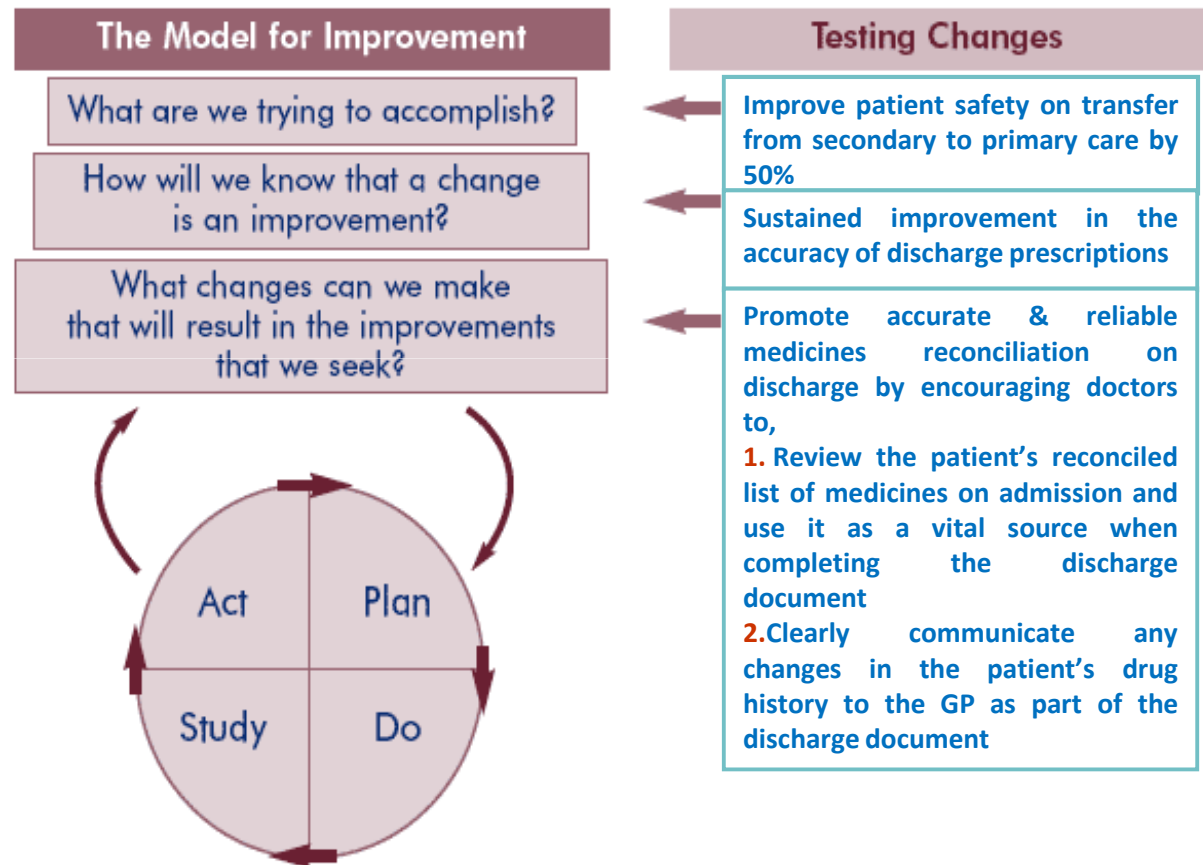 The Model for Improvement
What are we trying to accomplish?
How will we know that a change
is an improvement?
What changes can we make
that will result in the improvements
that we seek?
Act
Plan
Study
Do
Testing Changes
Improve patient safety on transfer
from secondary to primary care by
50%
Sustained improvement in the
accuracy of discharge prescriptions
Promote accurate & reliable
medicines reconciliation on
discharge by encouraging doctors
to,
1. Review the patient's reconciled
list of medicines on admission and
use it as a vital source when
completing the discharge
document
2.Clearly communicate any
changes in the patient's drug
history to the GP as part of the
discharge document